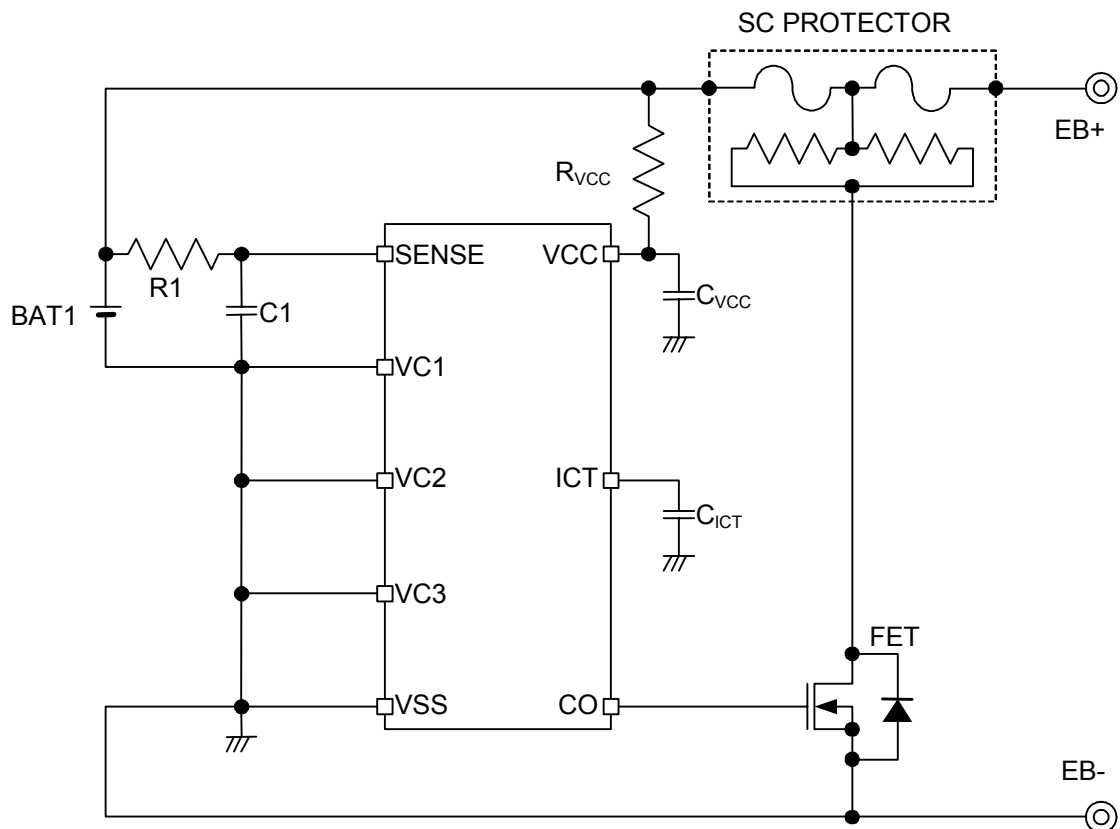 SC PROTECTOR
EB+
RVCC
SENSE
VCC
R1
CVCC
BAT1
C1
VC1
VC2
ICT
CICT
VC3
FET
VSS
CO
EB-